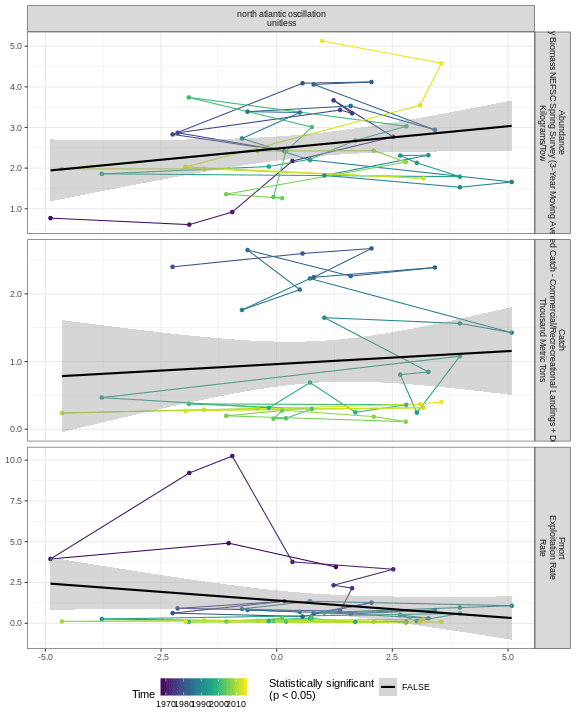 north atlantic oscillation
unitless
5.0
4.0
3.0
2.0
1.0
Abundance
y Biomass NEFSC Spring Survey (3-Year Moving Ave
Kilograms/tow
2.0
1.0
0.0
Catch
ed Catch - Commercial/Recreational Landings + D
Thousand Metric Tons
10.0
7.5
5.0
2.5
0.0
Fmort
Exploitation Rate
Rate
-5.0 -2.5 0.0 2.5 5.0
Time
1970 1980 1990 2000 2010
Statistically significant
(p < 0.05)
FALSE